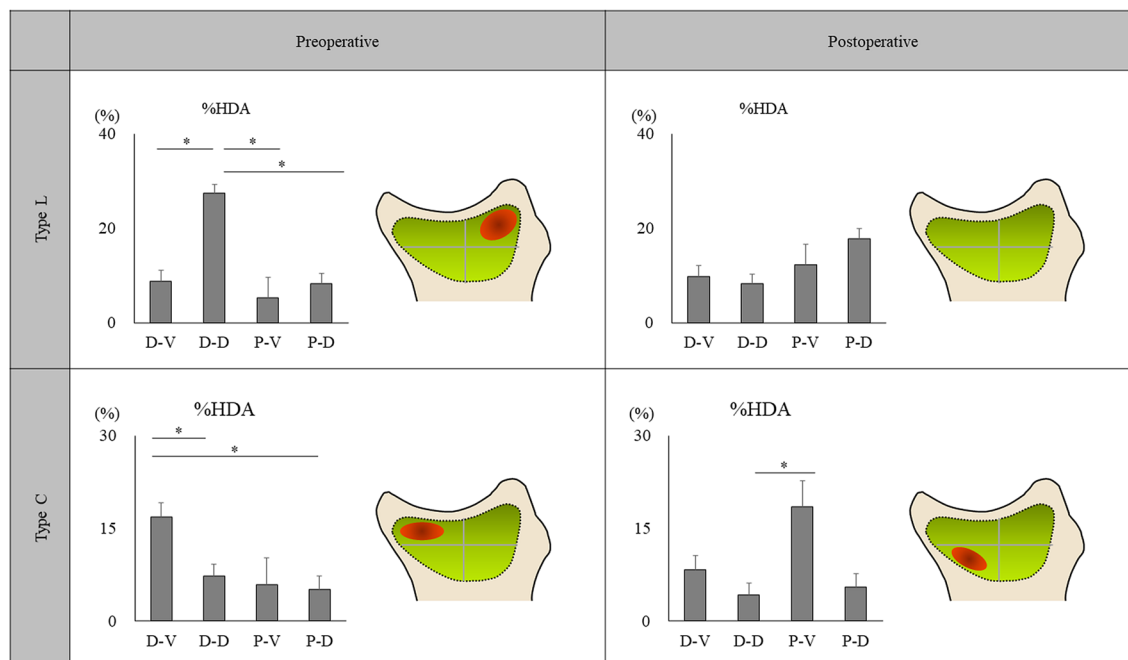 Preoperative
Postoperative
Type L
(%)
%HDA
40
20
0
*
*
*
D-V D-D P-V P-D
(%)
%HDA
40
20
0
D-V D-D P-V P-D
Type C
(%)
%HDA
30
15
0
*
*
D-V D-D P-V P-D
(%)
%HDA
30
15
0
*
D-V D-D P-V P-D